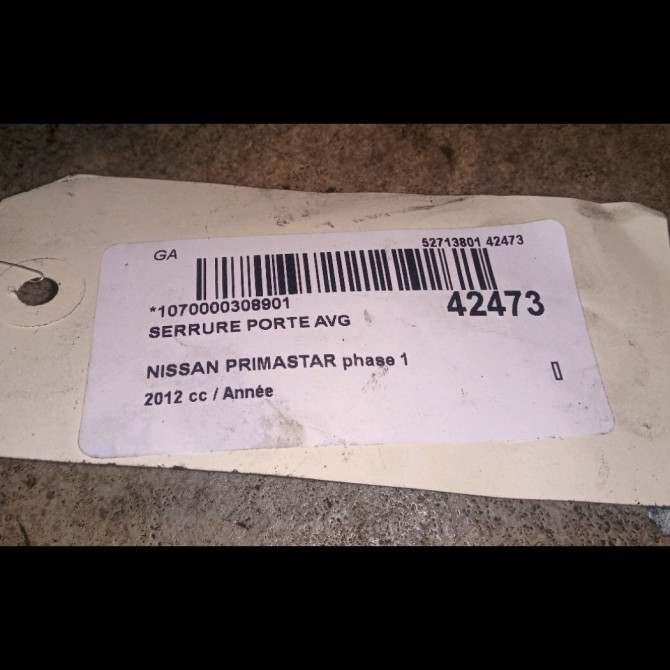 GA
52713801 42473
*1070000308901
42473
SERRURE PORTE AVG
NISSAN PRIMASTAR phase 1
2012 cc / Année